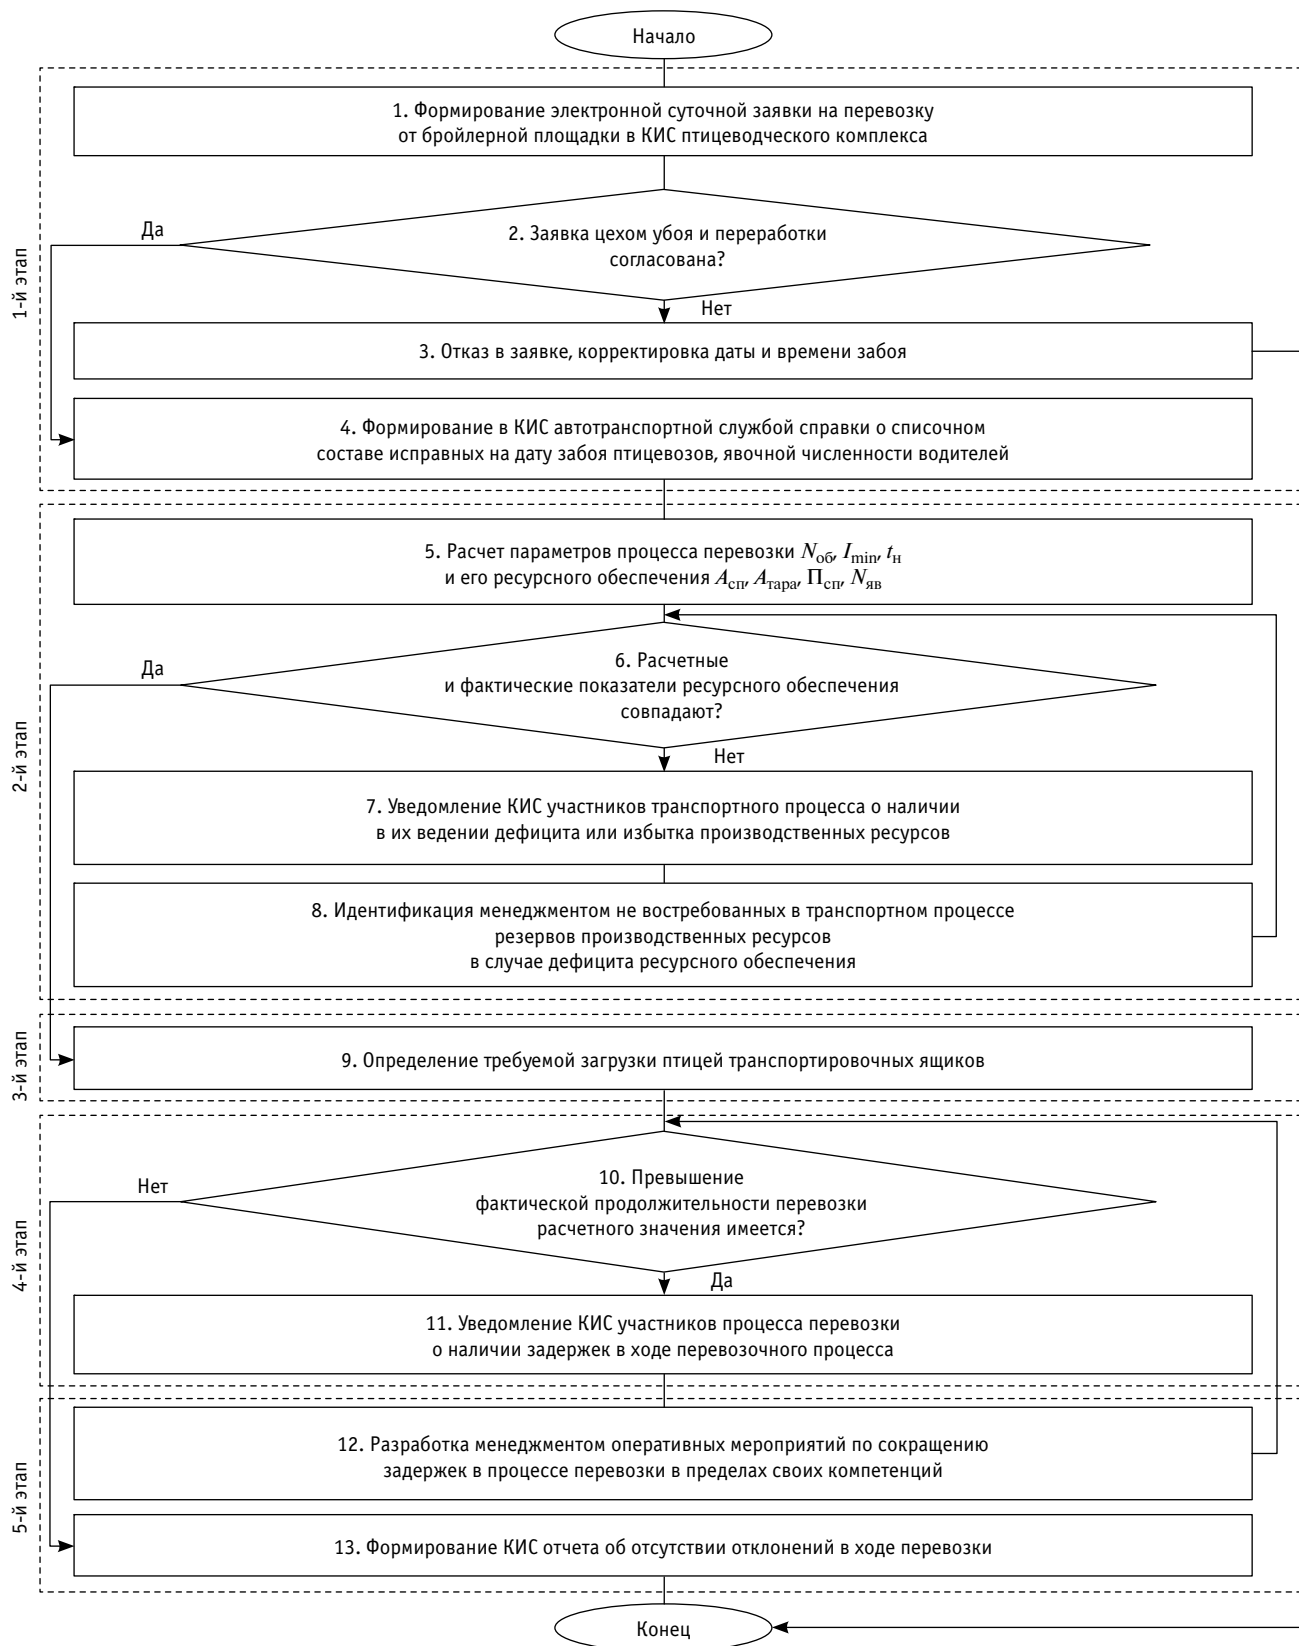 Начало
1-й этап
1. Формирование электронной суточной заявки на перевозку
от бройлерной площадки в КИС птицеводческого комплекса
Да
2. Заявка цехом убоя и переработки
согласована?
Нет
3. Отказ в заявке, корректировка даты и времени забоя
4. Формирование в КИС автотранспортной службой справки о списочном
составе исправных на дату забоя птицевозов, явочной численности водителей
2-й этап
5. Расчет параметров процесса перевозки Nоб, Imin, tн
и его ресурсного обеспечения Aсп, Aтара, Псп, Nяв
Да
6. Расчетные
и фактические показатели ресурсного обеспечения
совпадают?
Нет
7. Уведомление КИС участников транспортного процесса о наличии
в их ведении дефицита или избытка производственных ресурсов
8. Идентификация менеджментом не востребованных в транспортном процессе
резервов производственных ресурсов
в случае дефицита ресурсного обеспечения
3-й этап
9. Определение требуемой загрузки птицей транспортировочных ящиков
4-й этап
Нет
10. Превышение
фактической продолжительности перевозки
расчетного значения имеется?
Да
11. Уведомление КИС участников процесса перевозки
о наличии задержек в ходе перевозочного процесса
5-й этап
12. Разработка менеджментом оперативных мероприятий по сокращению
задержек в процессе перевозки в пределах своих компетенций
13. Формирование КИС отчета об отсутствии отклонений в ходе перевозки
Конец